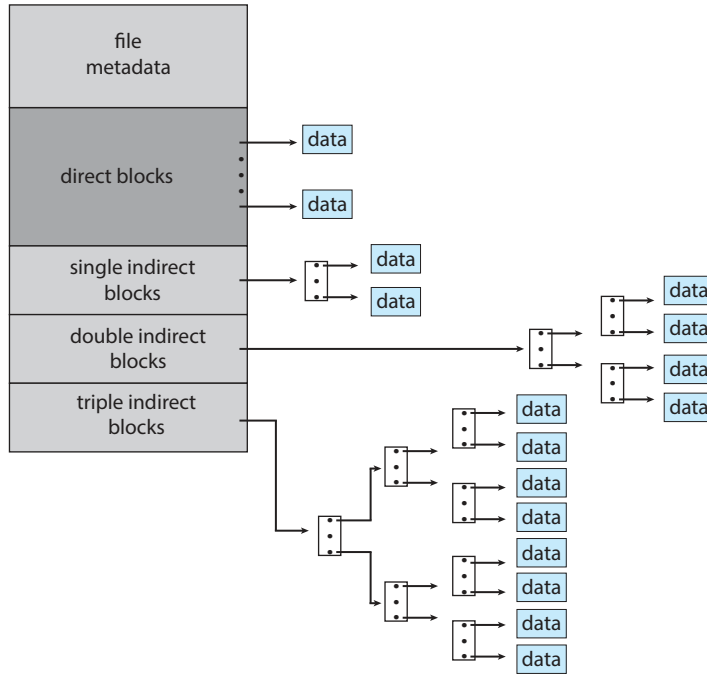 file
metadata
direct blocks
data
data
single indirect
blocks
data
data
double indirect
blocks
data
data
data
data
triple indirect
blocks
data
data
data
data
data
data
data
data